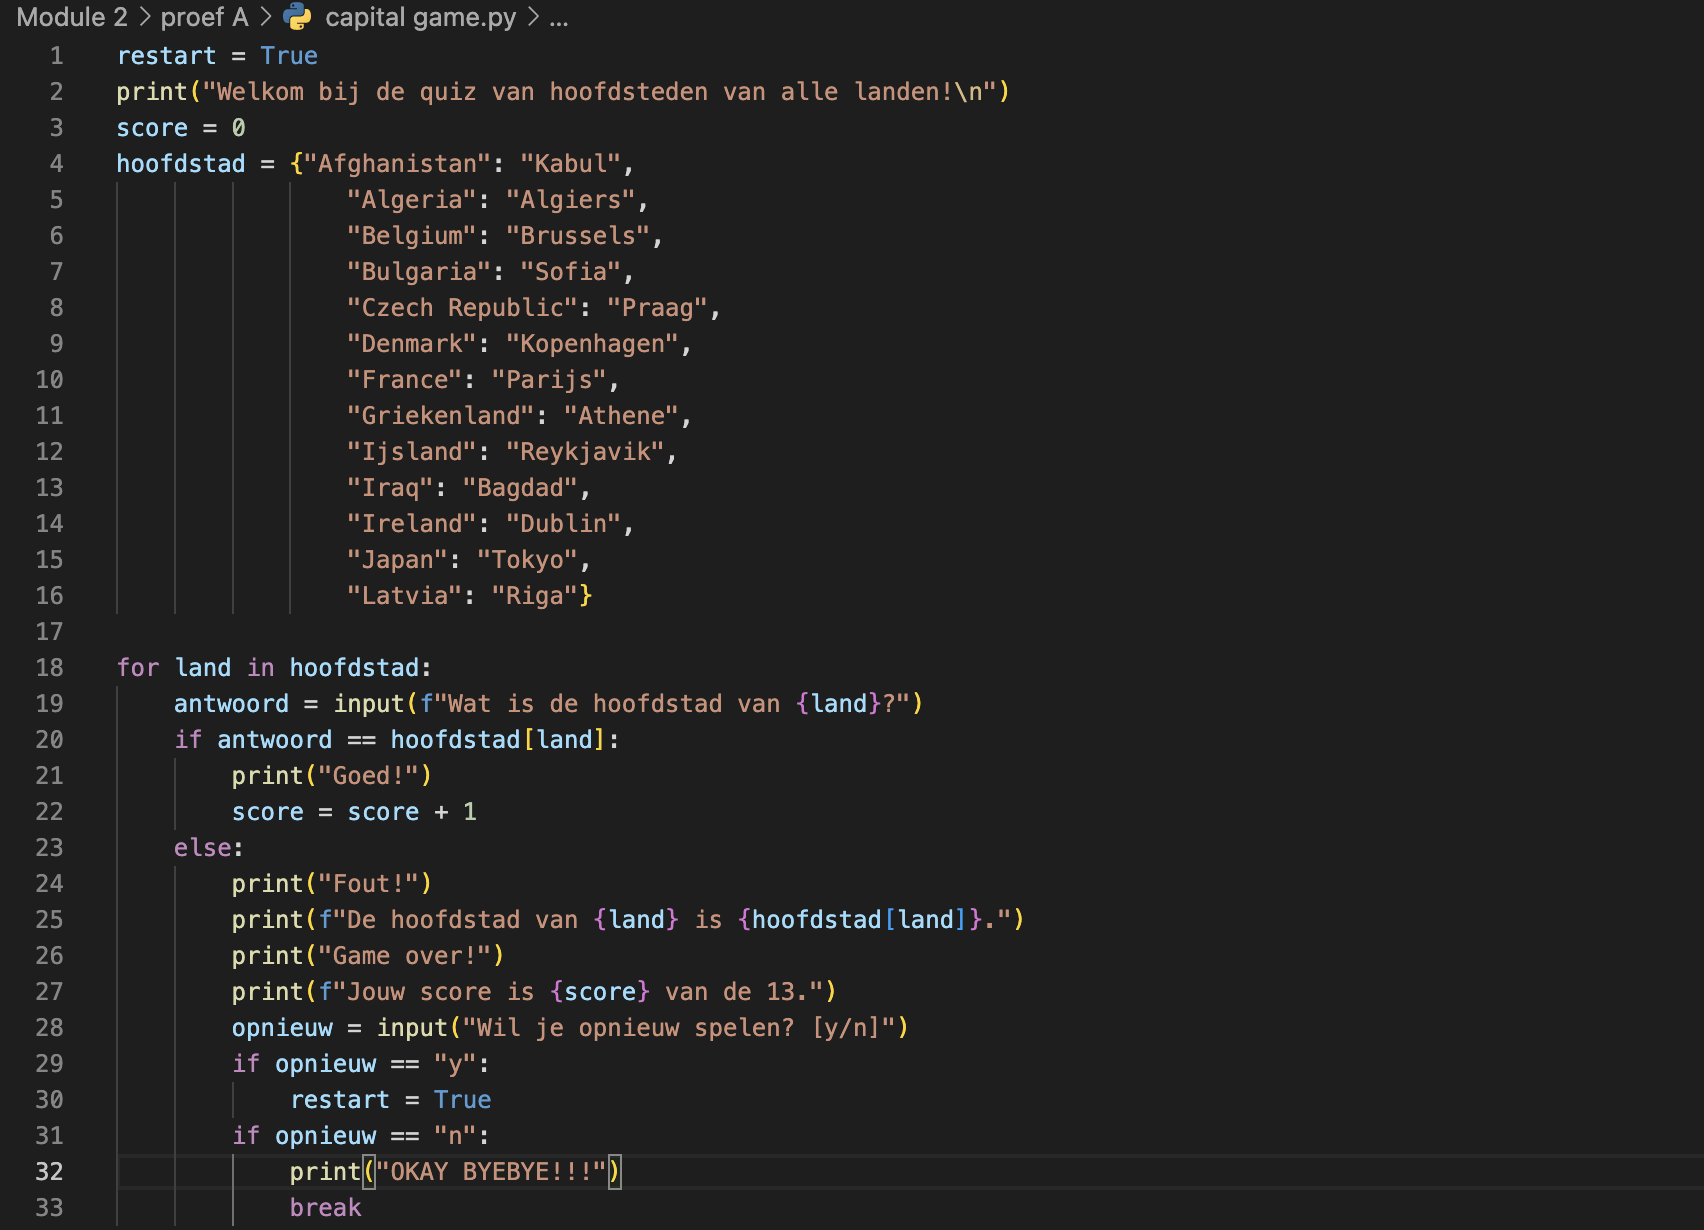 Module 2 > proef A > capital game.py > ...
1 restart = True
2 print("Welkom bij de quiz van hoofdsteden van alle landen!\n")
3 score = 0
4 hoofdstad = {"Afghanistan": "Kabul",
5                 "Algeria": "Algiers",
6                 "Belgium": "Brussels",
7                 "Bulgaria": "Sofia",
8                 "Czech Republic": "Praag",
9                 "Denmark": "Kopenhagen",
10                 "France": "Parijs",
11                 "Griekenland": "Athene",
12                 "Ijsland": "Reykjavik",
13                 "Iraq": "Bagdad",
14                 "Ireland": "Dublin",
15                 "Japan": "Tokyo",
16                 "Latvia": "Riga"}
17
18 for land in hoofdstad:
19     antwoord = input(f"Wat is de hoofdstad van {land}?")
20     if antwoord == hoofdstad[land]:
21         print("Goed!")
22         score = score + 1
23     else:
24         print("Fout!")
25         print(f"De hoofdstad van {land} is {hoofdstad[land]}.")
26         print("Game over!")
27         print(f"Jouw score is {score} van de 13.")
28         opnieuw = input("Wil je opnieuw spelen? [y/n]")
29         if opnieuw == "y":
30             restart = True
31         if opnieuw == "n":
32             print("OKAY BYEBYE!!!")
33             break